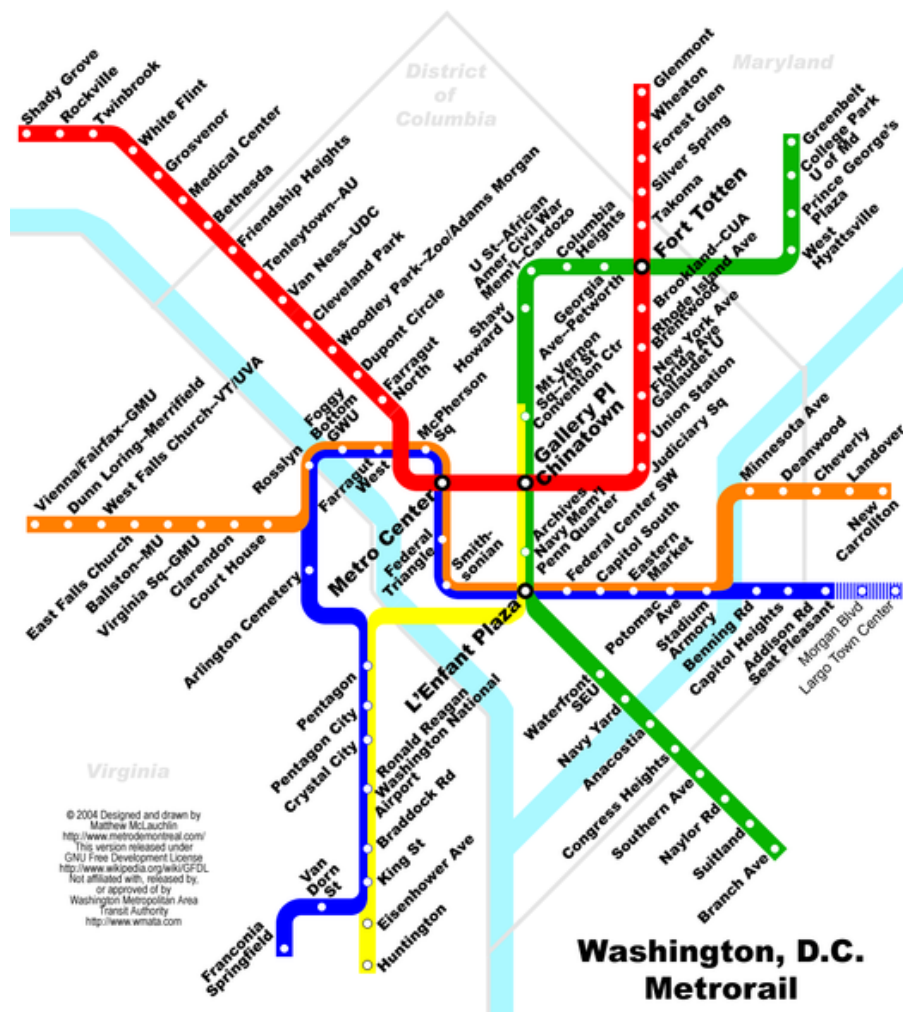 Shady Grove
Rockville
Twinbrook
White Flint
Grosvenor
Medical Center
Bethesda
Friendship Heights
Tenleytown–AU
Van Ness–UDC
Cleveland Park
Woodley Park–Zoo/Adams Morgan
Dupont Circle
Farragut
North
District
of
Columbia
Maryland
Glenmont
Wheaton
Forest Glen
Silver Spring
Takoma
Fort Totten
Brookland–CUA
Rhode Island Ave
Brentwood
New York Ave
Florida Ave
Gallaudet U
Union Station
Judiciary Sq
Greenbelt
College Park
U of Md
Prince George's
Plaza
West
Hyattsville
U St–African
Amer Civil War
Mem'l–Cardozo
Columbia
Heights
Georgia
Ave–Petworth
Shaw
Howard U
Mt Vernon
Sq–7th St
Convention Ctr
Gallery Pl
Chinatown
Archives
Navy Mem'l
Penn Quarter
Vienna/Fairfax–GMU
Dunn Loring–Merrifield
West Falls Church–VT/UVA
East Falls Church
Ballston–MU
Virginia Sq–GMU
Clarendon
Court House
Rosslyn
Foggy
Bottom
GWU
Farragut
West
McPherson
Sq
Metro Center
Federal
Triangle
Smith-
sonian
L'Enfant Plaza
Federal Center SW
Capitol South
Eastern
Market
Potomac
Ave
Stadium
Armory
Minnesota Ave
Deanwood
Cheverly
Landover
New
Carrollton
Benning Rd
Capitol Heights
Addison Rd
Seat Pleasant
Morgan Blvd
Largo Town Center
Arlington Cemetery
Pentagon
Pentagon City
Crystal City
Ronald Reagan
Washington National
Airport
Braddock Rd
King St
Eisenhower Ave
Huntington
Van
Dorn
St
Franconia
Springfield
Waterfront
SEU
Navy Yard
Anacostia
Congress Heights
Southern Ave
Naylor Rd
Suitland
Branch Ave
Virginia
© 2004 Designed and drawn by
Matthew McLauchlin
http://www.metrodemontreal.com/
This version released under
GNU Free Development License
http://www.wikipedia.org/wiki/GFDL
Not affiliated with, released by,
or approved of by
Washington Metropolitan Area
Transit Authority
http://www.wmata.com
Washington, D.C.
Metrorail